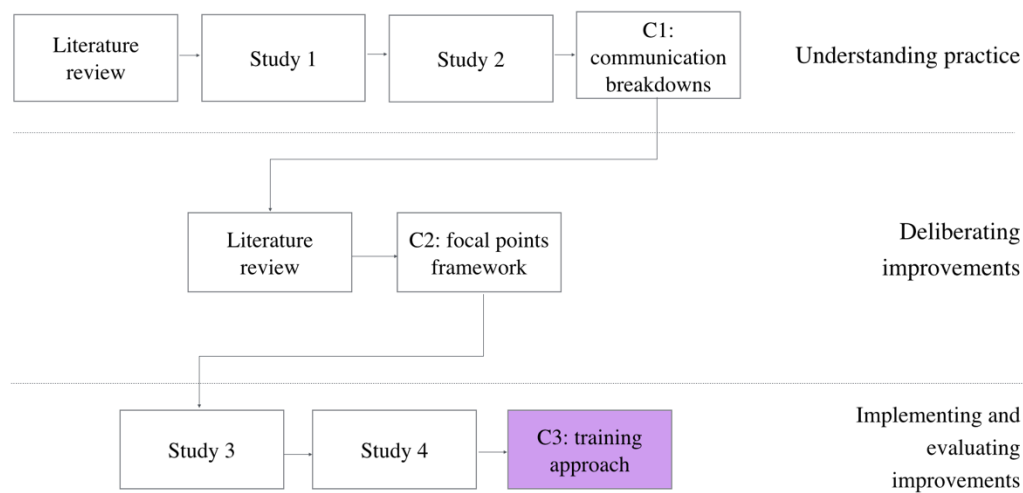 Literature
review
Study 1
Study 2
C1:
communication
breakdowns
Understanding practice
Literature
review
C2: focal points
framework
Deliberating
improvements
Study 3
Study 4
C3: training
approach
Implementing and
evaluating
improvements